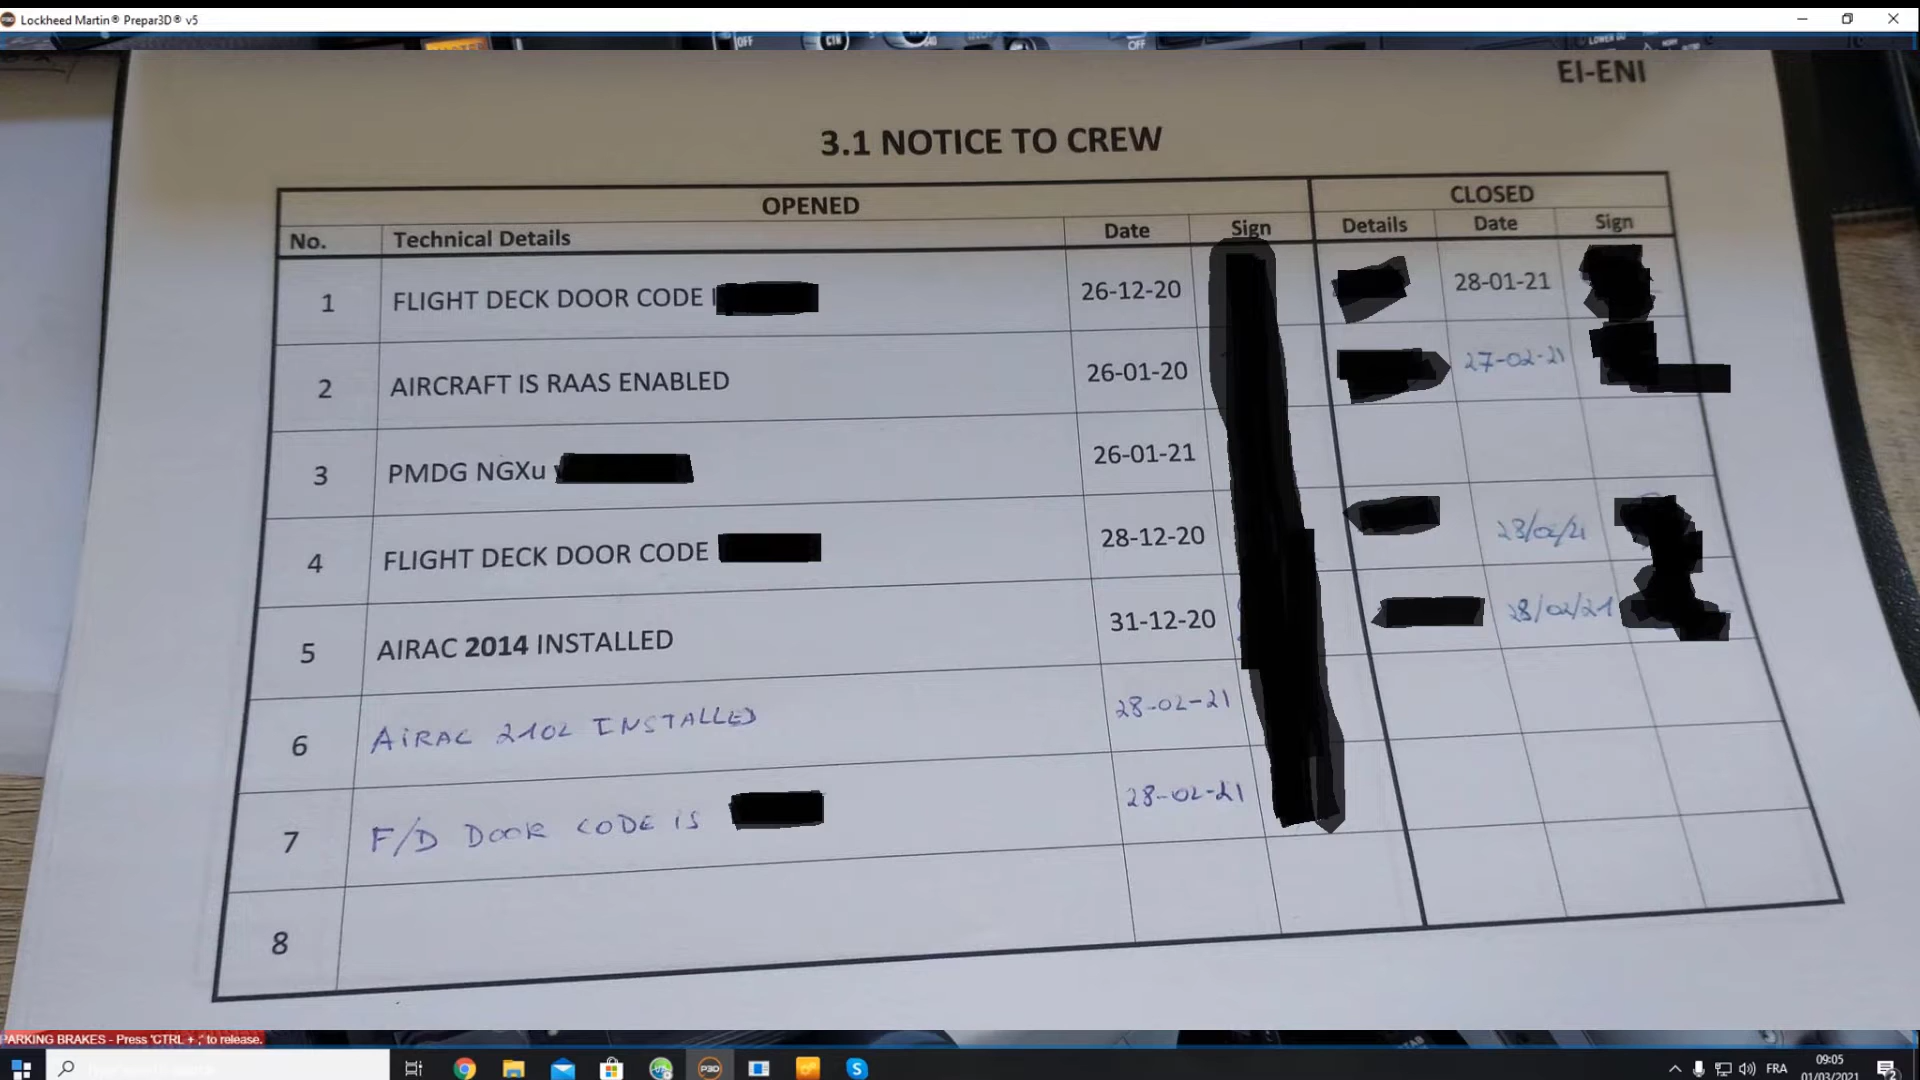 Lockheed Martin® Prepar3D® v5
OFF
CTR
OFF
EI-ENI
3.1 NOTICE TO CREW
OPENED CLOSED
No. Technical Details Date Sign Details Date Sign
1 FLIGHT DECK DOOR CODE 26-12-20 28-01-21
2 AIRCRAFT IS RAAS ENABLED 26-01-20 27-02-21
3 PMDG NGXu 26-01-21
4 FLIGHT DECK DOOR CODE 28-12-20 28/02/21
5 AIRAC 2014 INSTALLED 31-12-20 28/02/21
6 AIRAC 2102 INSTALLED 28-02-21
7 F/D DOOR CODE IS 28-02-21
8
PARKING BRAKES - Press 'CTRL + ;' to release.
P3D
FRA
09:05
01/03/2021
2